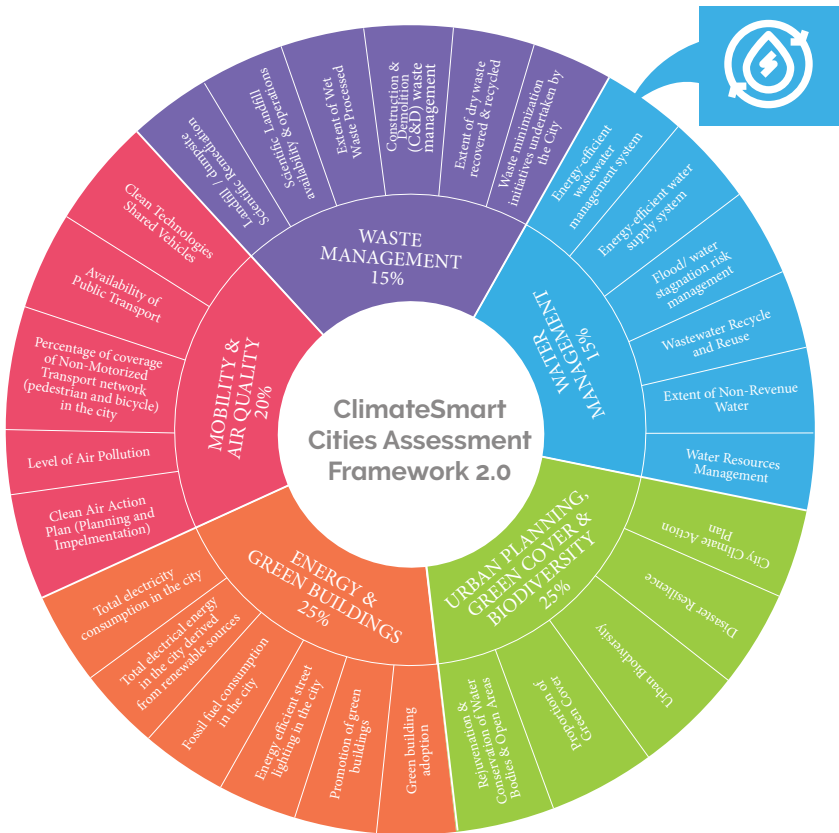 ClimateSmart
Cities Assessment
Framework 2.0
WASTE
MANAGEMENT
15%
Landfill / dumpsite
Scientific Remediation
Scientific Landfill
availability & operations
Extent of Wet
Waste Processed
Construction &
Demolition
(C&D) waste
management
Extent of dry waste
recovered & recycled
Waste minimization
initiatives undertaken by
the City
WATER
MANAGEMENT
15%
Energy-efficient
wastewater
management system
Energy-efficient water
supply system
Flood/ water
stagnation risk
management
Wastewater Recycle
and Reuse
Extent of Non-Revenue
Water
Water Resources
Management
URBAN PLANNING,
GREEN COVER &
BIODIVERSITY
25%
City Climate Action
Plan
Disaster Resilience
Urban Biodiversity
Proportion of
Green Cover
Rejuvenation &
Conservation of Water
Bodies & Open Areas
ENERGY &
GREEN BUILDINGS
25%
Green building
adoption
Promotion of green
buildings
Energy efficient street
lighting in the city
Fossil fuel consumption
in the city
Total electrical energy
in the city derived
from renewable sources
Total electricity
consumption in the city
MOBILITY &
AIR QUALITY
20%
Clean Air Action
Plan (Planning and
Impelmentation)
Level of Air Pollution
Percentage of coverage
of Non-Motorized
Transport network
(pedestrian and bicycle)
in the city
Availability of
Public Transport
Clean Technologies
Shared Vehicles